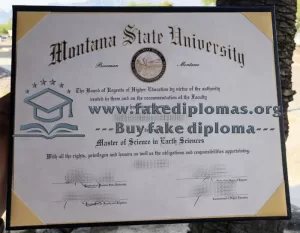 Montana State University
Bozeman Montana
The Board of Regents of Higher Education by virtue of the authority
vested in them and on the recommendation of the Faculty
www.fakediplomas.org
---Buy fake diploma---
Master of Science in Earth Sciences
With all the rights, privileges and honors as well as the obligations and responsibilities appertaining.